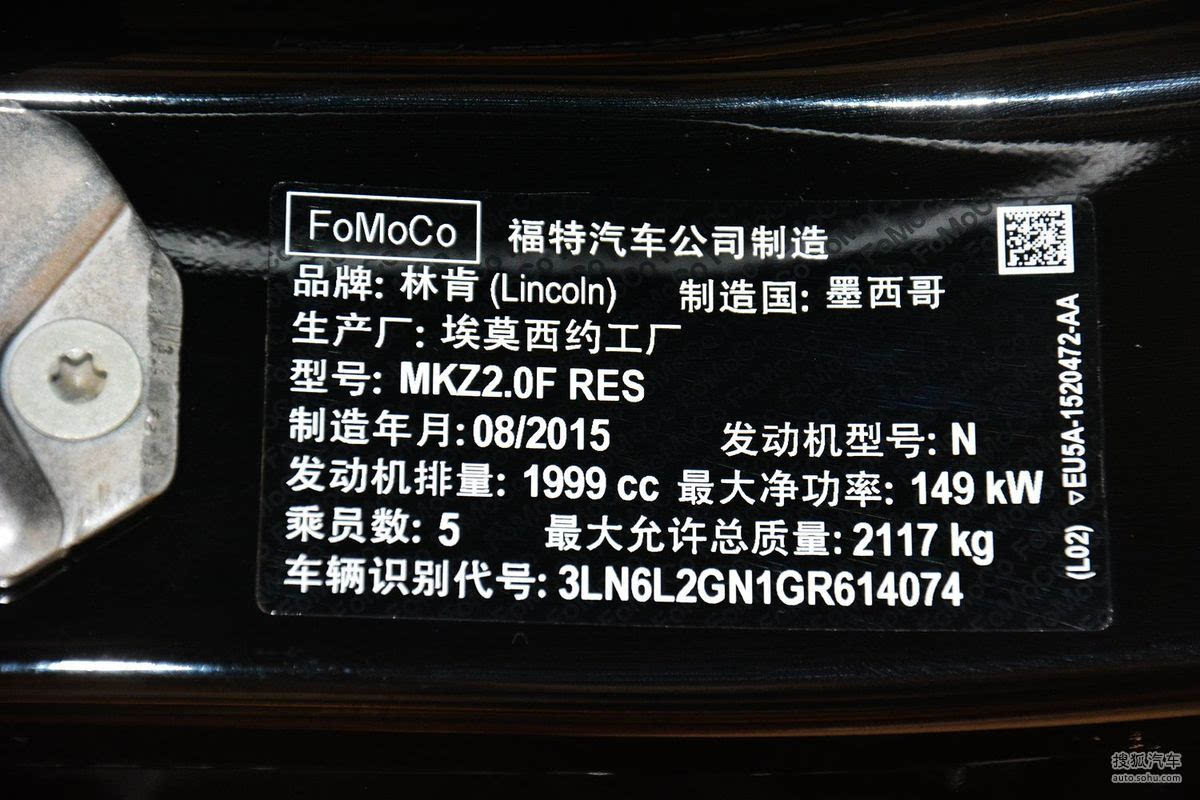 FoMoCo 福特汽车公司制造
品牌: 林肯 (Lincoln) 制造国: 墨西哥
生产厂: 埃莫西约工厂
型号: MKZ2.0F RES
制造年月: 08/2015 发动机型号: N
发动机排量: 1999 cc 最大净功率: 149 kW
乘员数: 5 最大允许总质量: 2117 kg
车辆识别代号: 3LN6L2GN1GR614074
(L02) ▽EU5A-1520472-AA
搜狐汽车
auto.sohu.com